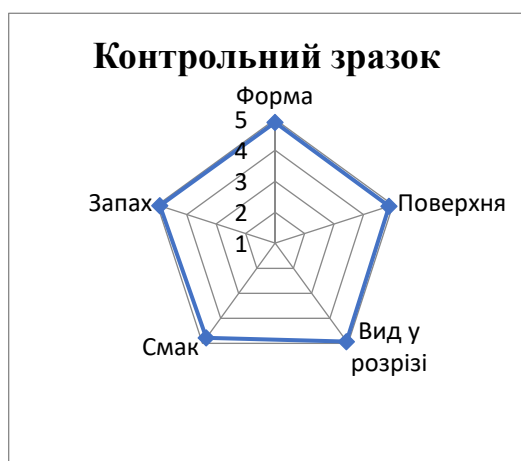 Контрольний зразок
Форма
5
4
3
2
1
Запах
Поверхня
Смак
Вид у
розрізі